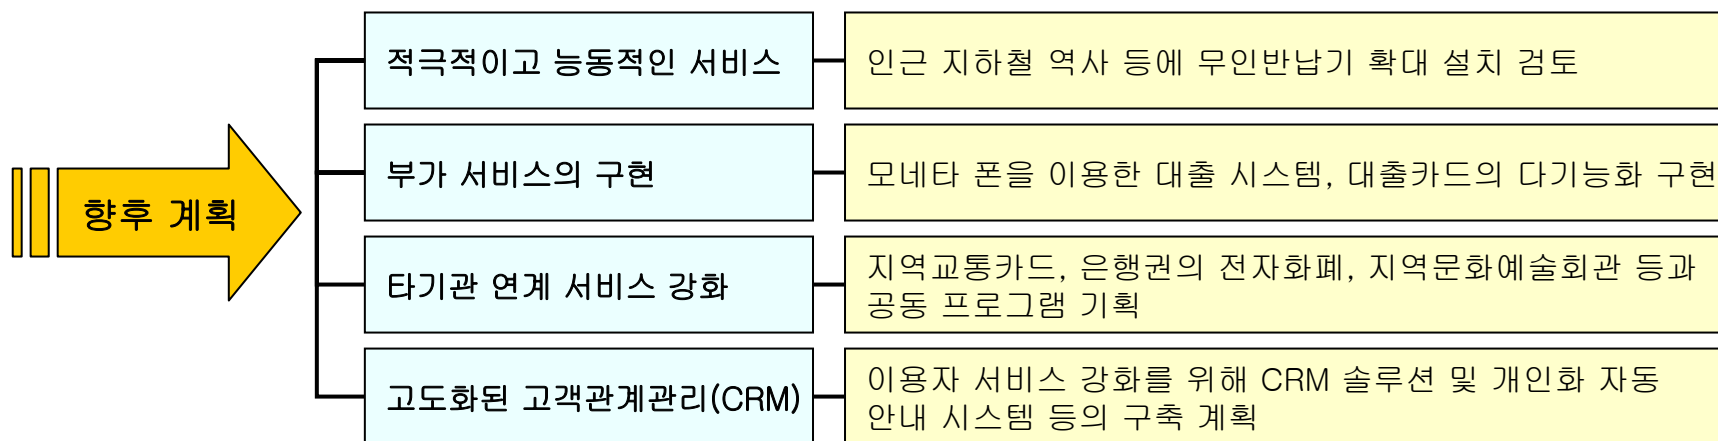 향후 계획
적극적이고 능동적인 서비스
인근 지하철 역사 등에 무인반납기 확대 설치 검토
부가 서비스의 구현
모네타 폰을 이용한 대출 시스템, 대출카드의 다기능화 구현
타기관 연계 서비스 강화
지역교통카드, 은행권의 전자화폐, 지역문화예술회관 등과
공동 프로그램 기획
고도화된 고객관계관리(CRM)
이용자 서비스 강화를 위해 CRM 솔루션 및 개인화 자동
안내 시스템 등의 구축 계획